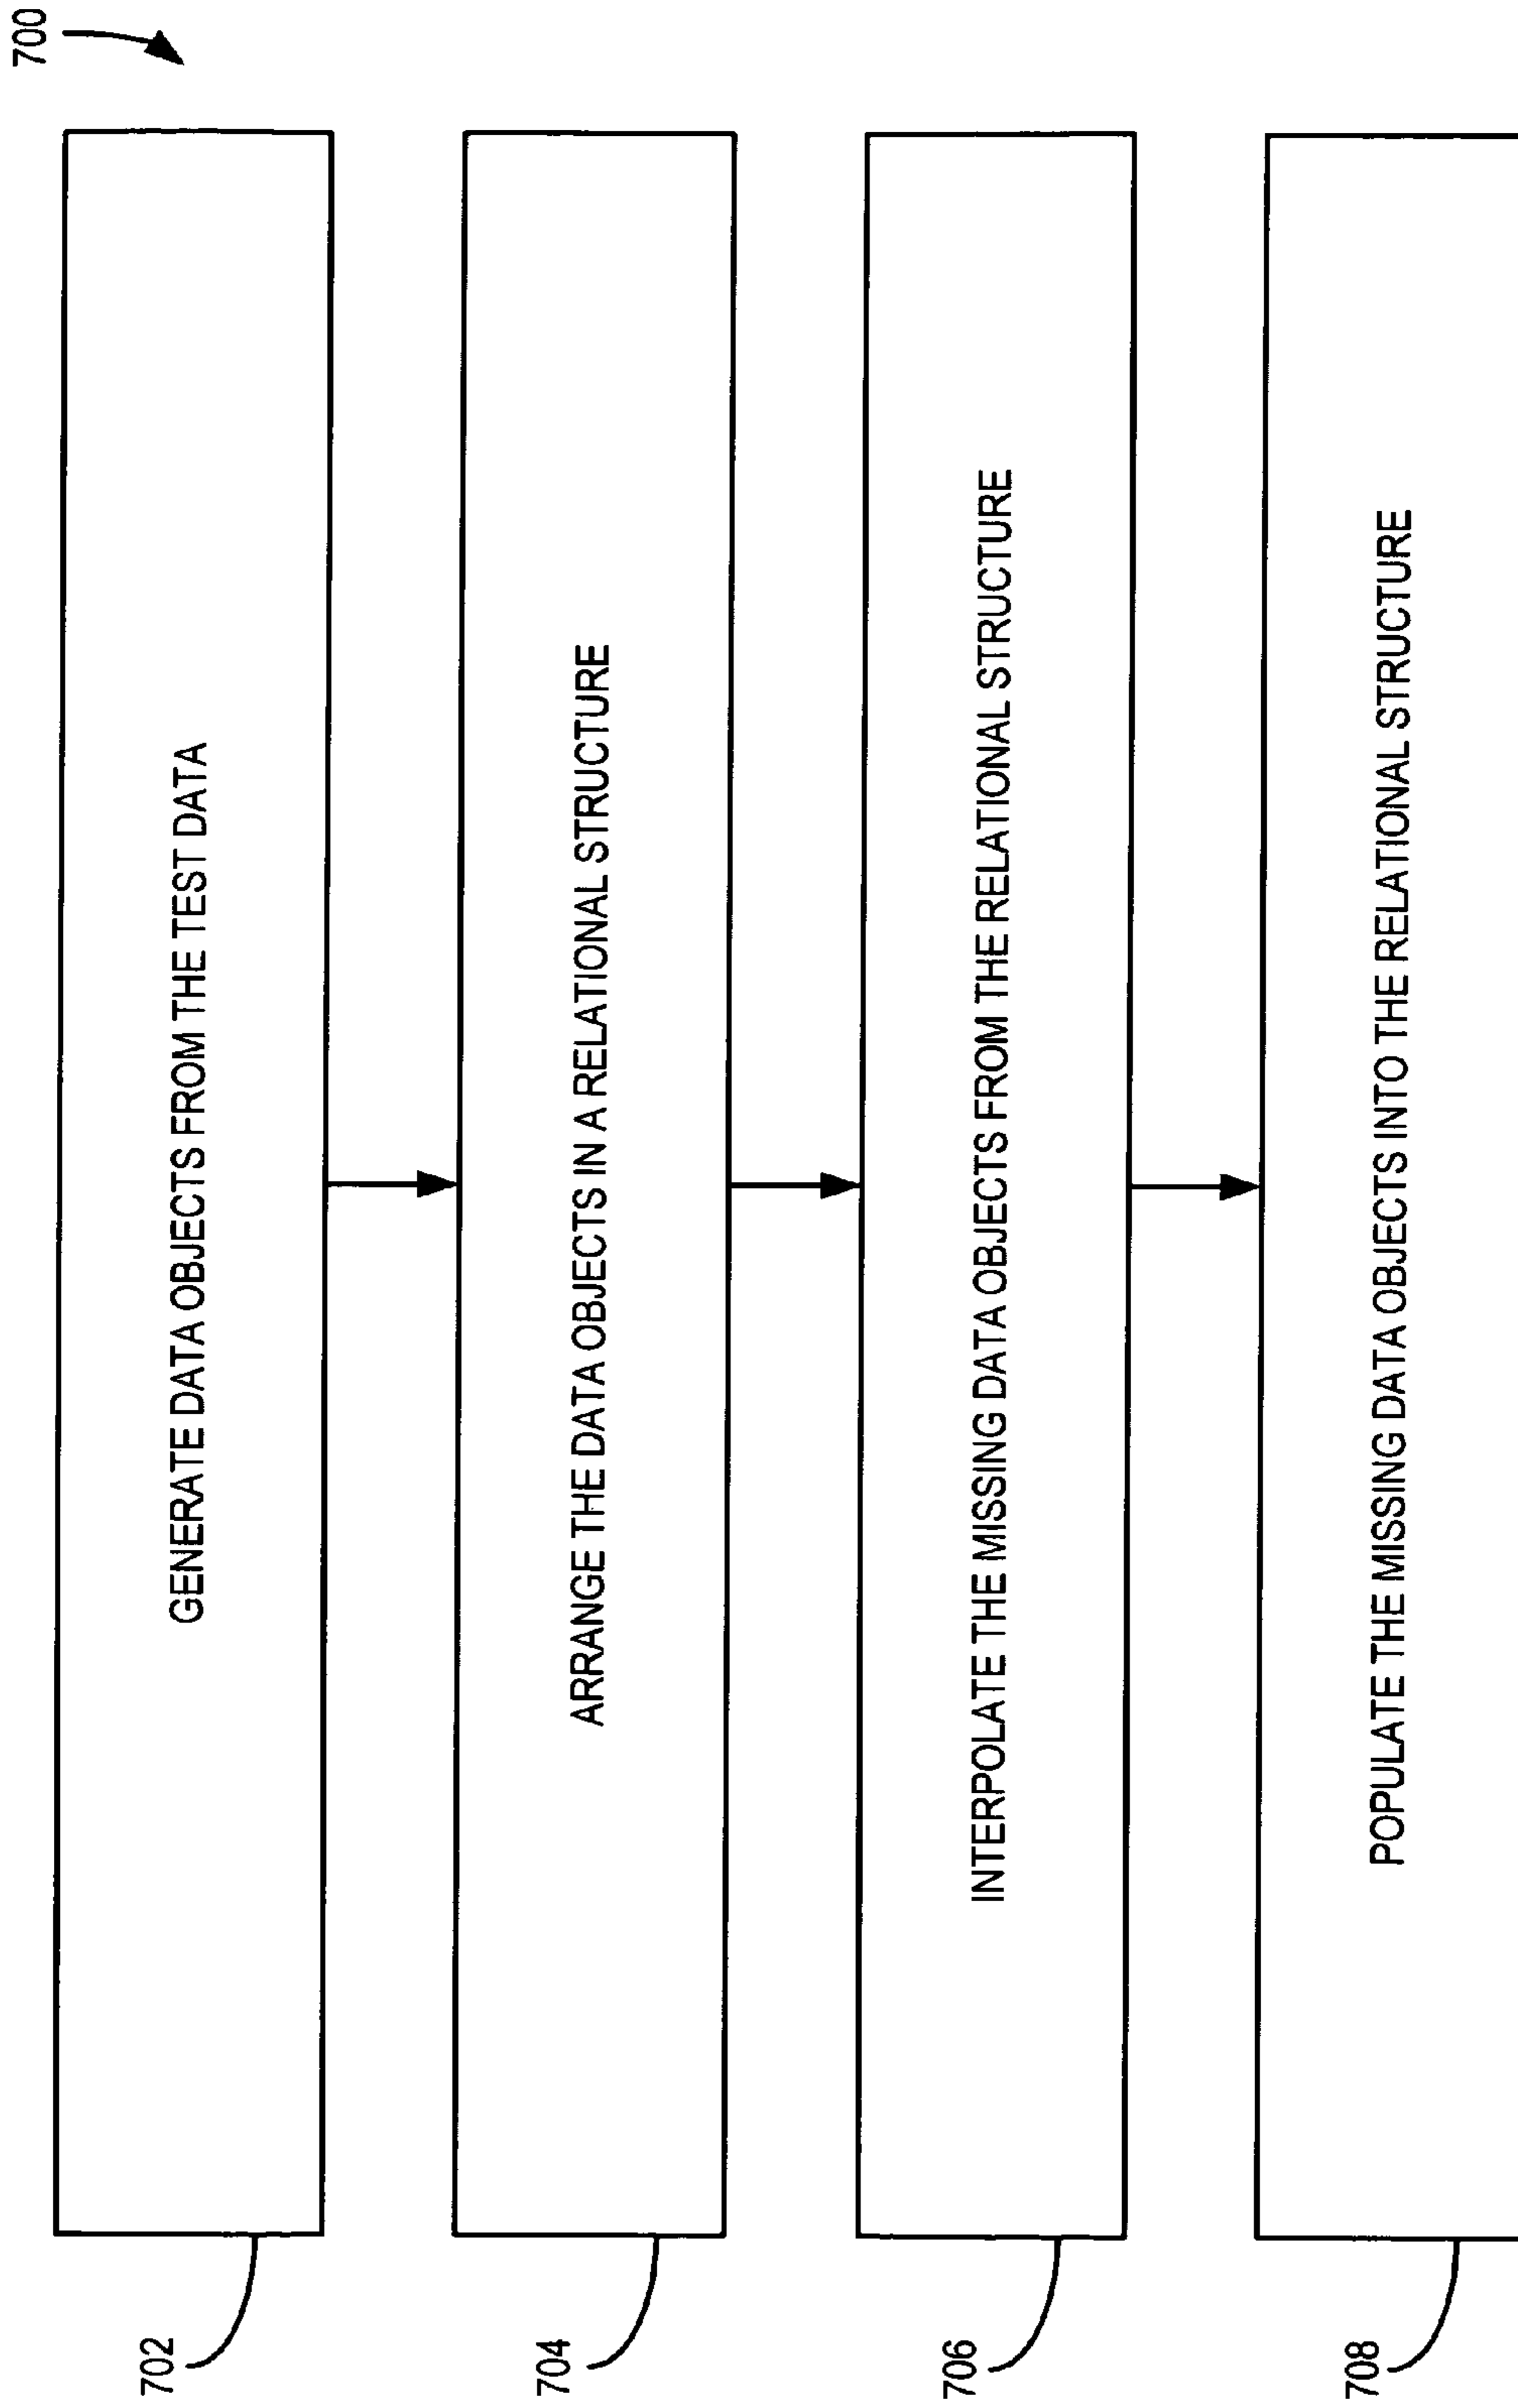 700
GENERATE DATA OBJECTS FROM THE TEST DATA
702
ARRANGE THE DATA OBJECTS IN A RELATIONAL STRUCTURE
704
INTERPOLATE THE MISSING DATA OBJECTS FROM THE RELATIONAL STRUCTURE
706
POPULATE THE MISSING DATA OBJECTS INTO THE RELATIONAL STRUCTURE
708